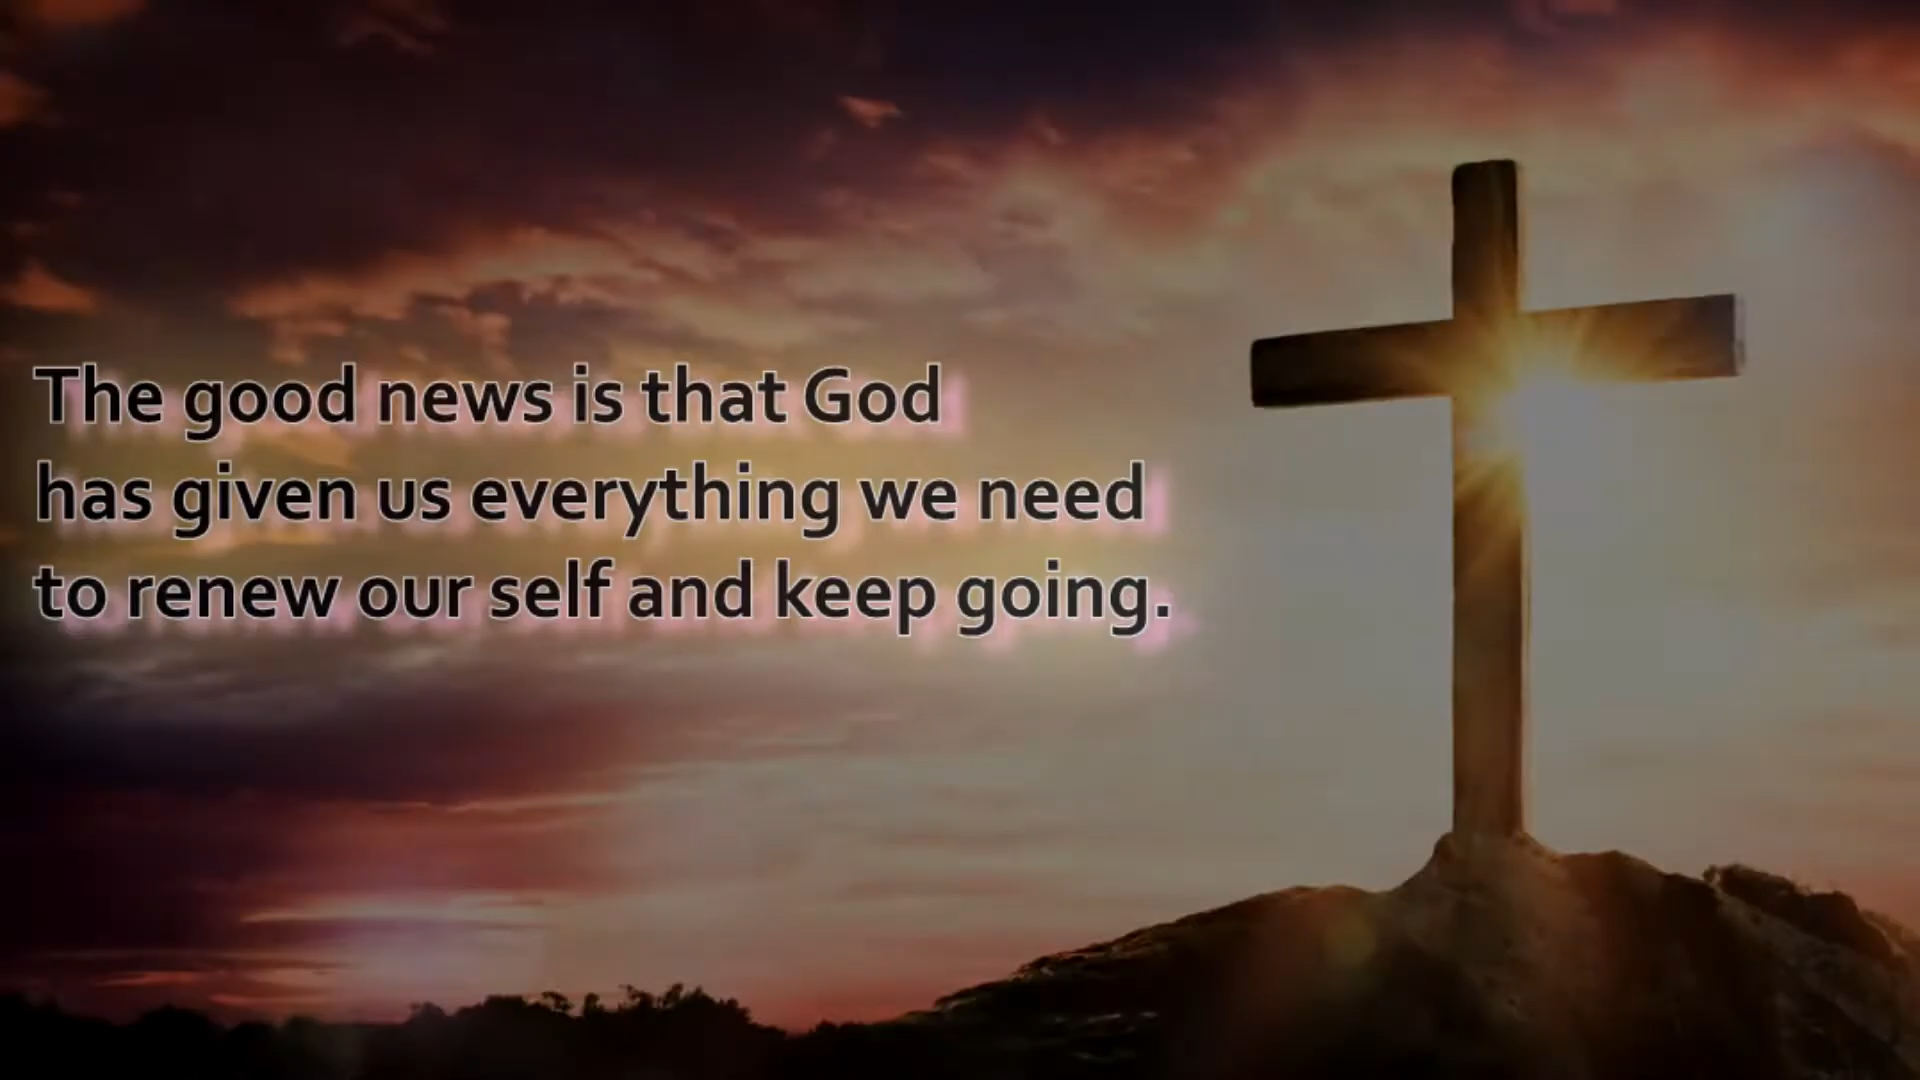 The good news is that God
has given us everything we need
to renew our self and keep going.